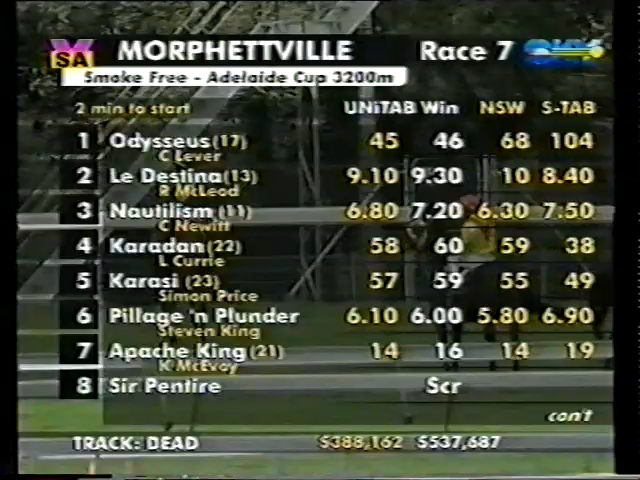 SA MORPHETTVILLE Race 7 SKY
Smoke Free - Adelaide Cup 3200m
2 min to start UNiTAB Win NSW S-TAB
1 Odysseus (17) 45 46 68 104
C Lever
2 Le Destina (13) 9.10 9.30 10 8.40
R McLeod
3 Nautilism (11) 6.80 7.20 6.30 7.50
C Newitt
4 Karadan (22) 58 60 59 38
L Currie
5 Karasi (23) 57 59 55 49
Simon Price
6 Pillage 'n Plunder 6.10 6.00 5.80 6.90
Steven King
7 Apache King (21) 14 16 14 19
K McEvoy
8 Sir Pentire Scr
con't
TRACK: DEAD $388,162 $537,687